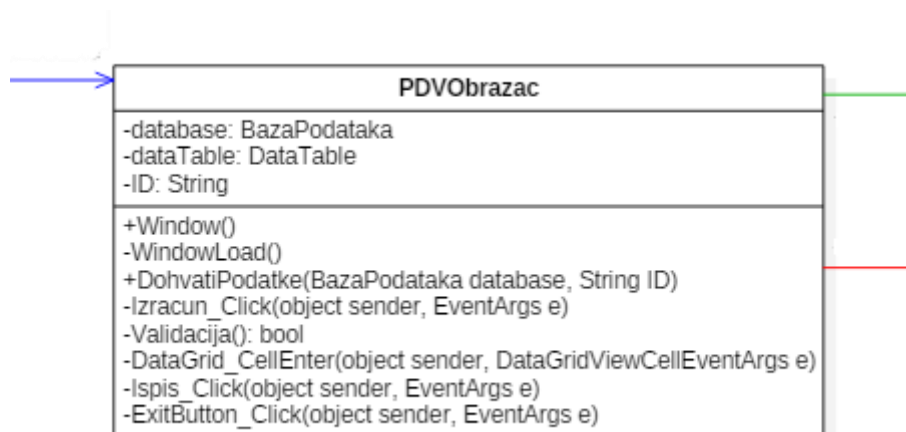 PDVObrazac
-database: BazaPodataka
-dataTable: DataTable
-ID: String
+Window()
-WindowLoad()
+DohvatiPodatke(BazaPodataka database, String ID)
-Izracun_Click(object sender, EventArgs e)
-Validacija(): bool
-DataGrid_CellEnter(object sender, DataGridViewCellEventArgs e)
-Ispis_Click(object sender, EventArgs e)
-ExitButton_Click(object sender, EventArgs e)